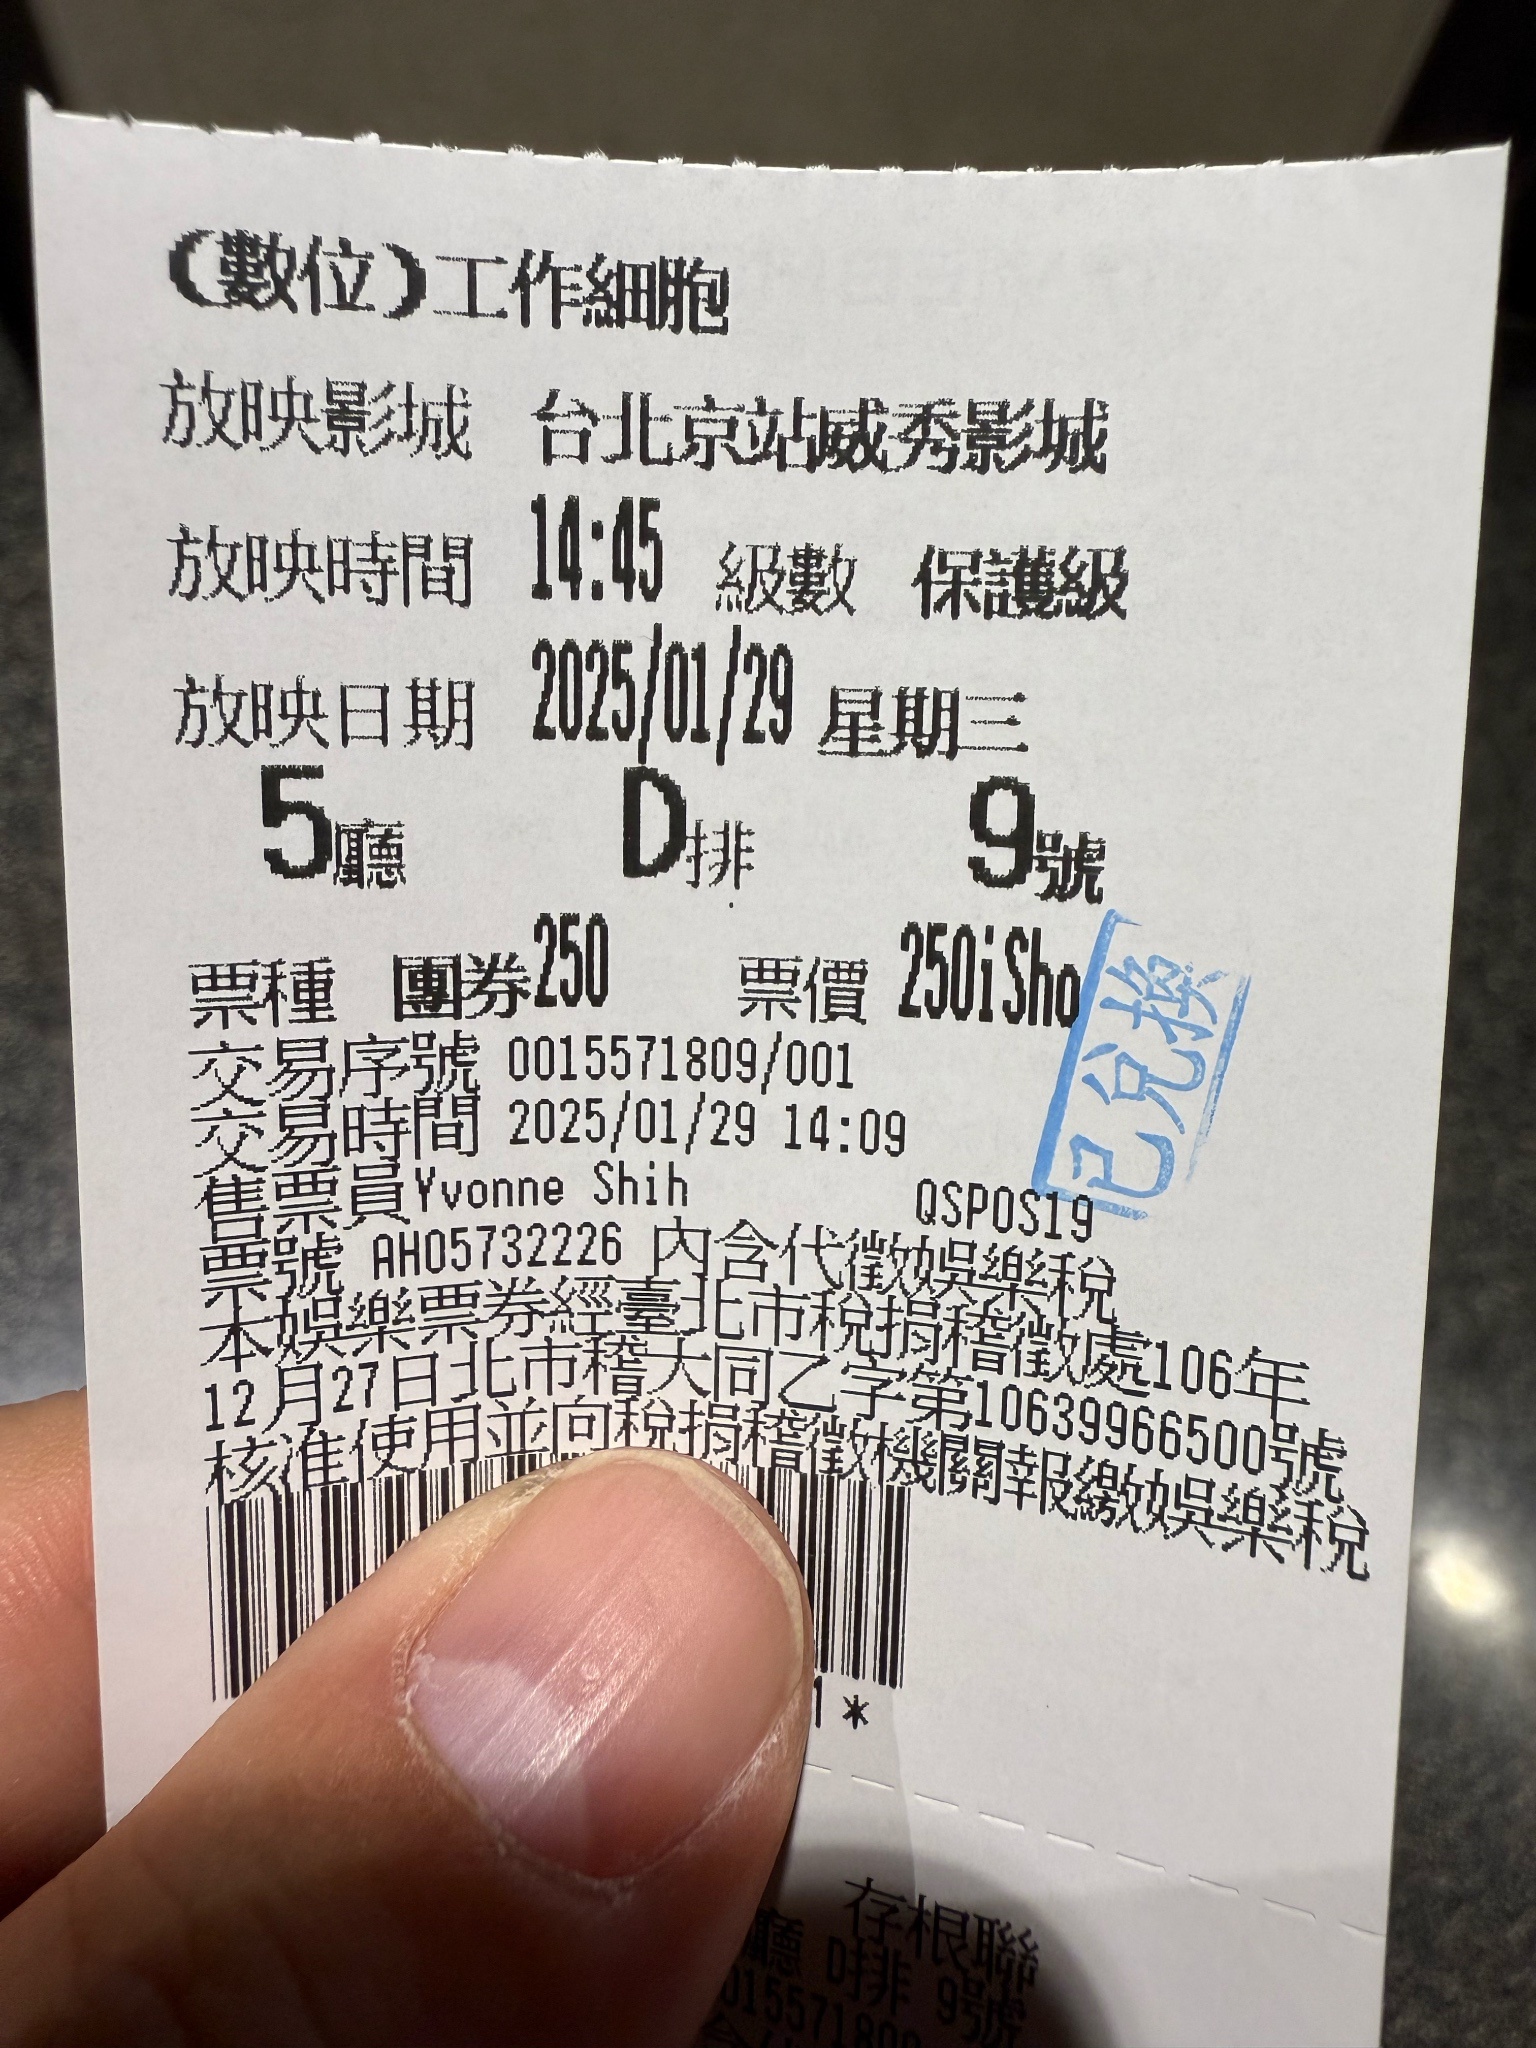 (數位)工作細胞
放映影城 台北京站威秀影城
放映時間 14:45 級數 保護級
放映日期 2025/01/29 星期三
5廳 D排 9號
票種 團券250 票價 250iSho
已兌換
交易序號 0015571809/001
交易時間 2025/01/29 14:09
售票員Yvonne Shih QSPOS19
票號 AH05732226 內含代徵娛樂稅
本娛樂票券經臺北市稅捐稽徵處106年
12月27日北市稽大同乙字第10639966500號
核准使用並向稅捐稽徵機關報繳娛樂稅
1*
存根聯
廳 D排 9號